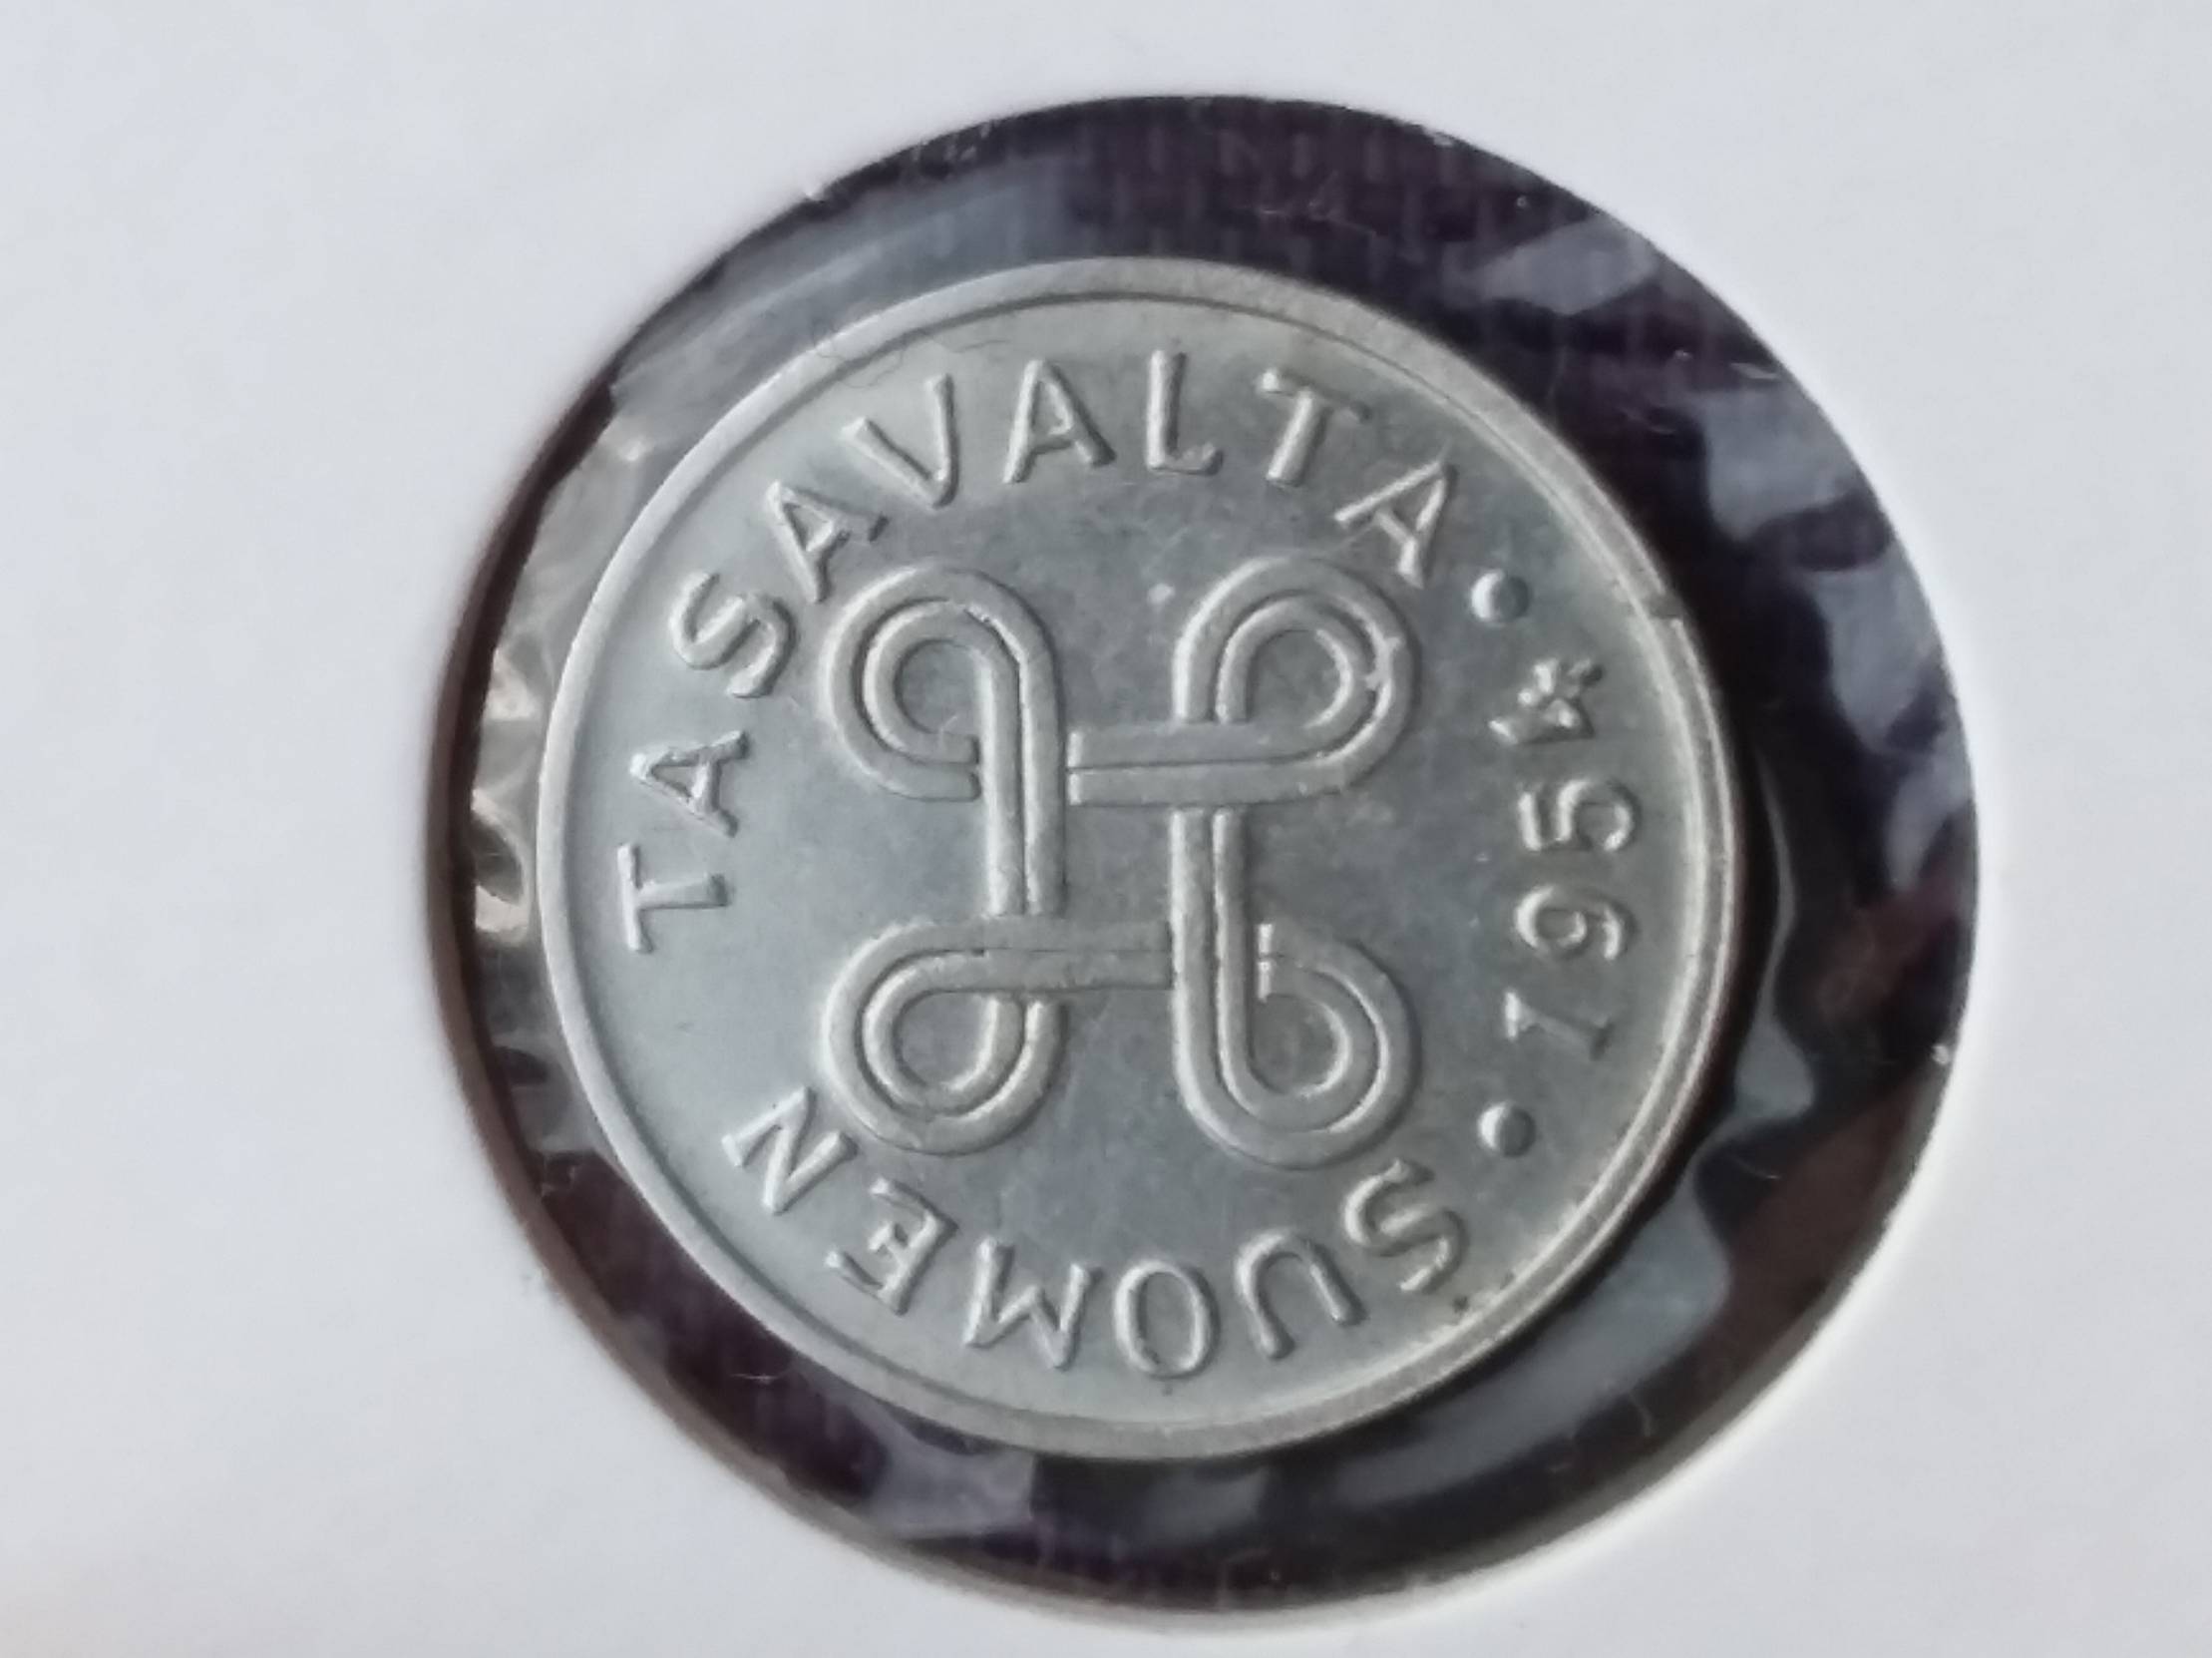 SUOMEN TASAVALTA
• 1954 •